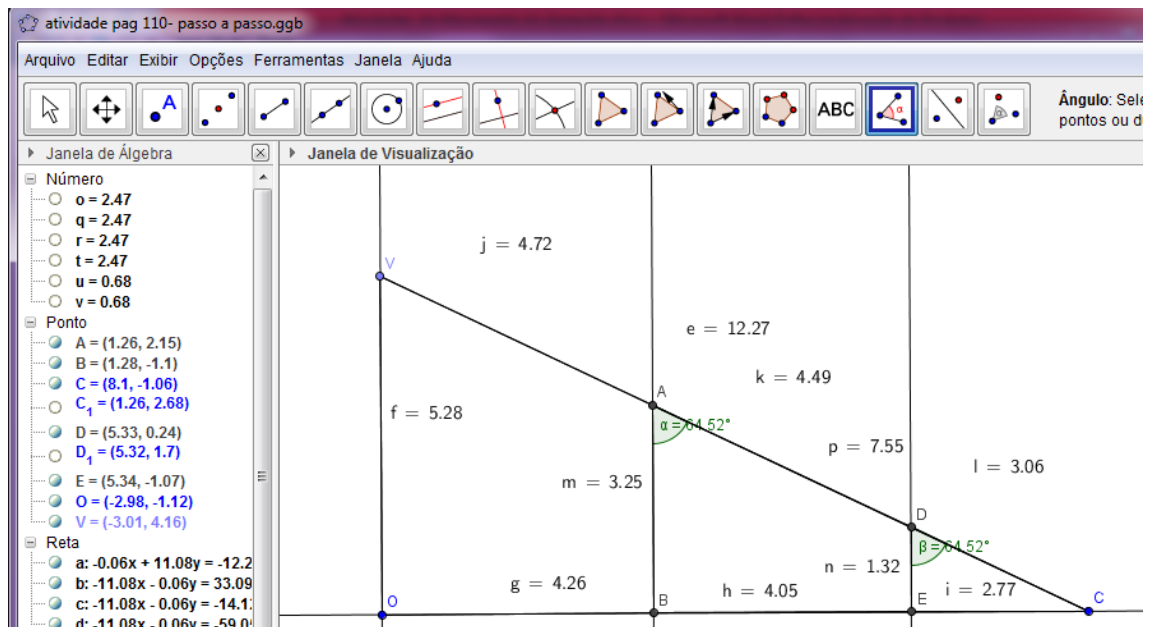 atividade pag 110- passo a passo.ggb
Arquivo Editar Exibir Opções Ferramentas Janela Ajuda
A
ABC
α
Ângulo: Sele
pontos ou d
Janela de Álgebra
Janela de Visualização
Número
o = 2.47
q = 2.47
r = 2.47
t = 2.47
u = 0.68
v = 0.68
Ponto
A = (1.26, 2.15)
B = (1.28, -1.1)
C = (8.1, -1.06)
C₁ = (1.26, 2.68)
D = (5.33, 0.24)
D₁ = (5.32, 1.7)
E = (5.34, -1.07)
O = (-2.98, -1.12)
V = (-3.01, 4.16)
Reta
a: -0.06x + 11.08y = -12.2
b: -11.08x - 0.06y = 33.09
c: -11.08x - 0.06y = -14.1
d: -11.08x - 0.06y = -59.0
j = 4.72
V
e = 12.27
k = 4.49
A
f = 5.28
α = 64.52°
p = 7.55
l = 3.06
m = 3.25
D
β = 64.52°
n = 1.32
g = 4.26
h = 4.05
i = 2.77
O
B
E
C